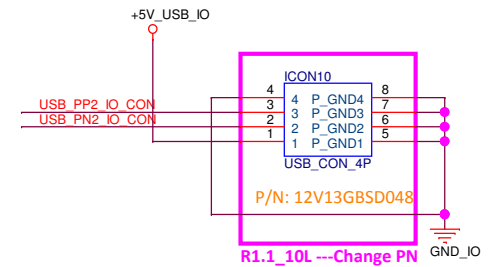 +5V_USB_IO
ICON10
4 4 P_GND4 8
USB_PP2_IO_CON 3 3 P_GND3 7
USB_PN2_IO_CON 2 2 P_GND2 6
1 1 P_GND1 5
USB_CON_4P
P/N: 12V13GBSD048
R1.1_10L ---Change PN
GND_IO